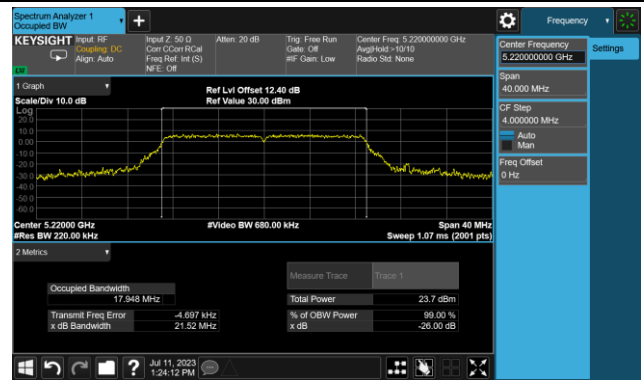 Spectrum Analyzer 1
Occupied BW
Frequency
KEYSIGHT Input: RF
Coupling: DC
Align: Auto
Input Z: 50 Ω
Corr CCorr RCal
Freq Ref: Int (S)
NFE: Off
Atten: 20 dB
Trig: Free Run
Gate: Off
#IF Gain: Low
Center Freq: 5.220000000 GHz
Avg|Hold:>10/10
Radio Std: None
Center Frequency
5.220000000 GHz
Settings
Span
40.000 MHz
CF Step
4.000000 MHz
Auto
Man
Freq Offset
0 Hz
1 Graph
Scale/Div 10.0 dB
Ref Lvl Offset 12.40 dB
Ref Value 30.00 dBm
Log
20.0
10.0
0.00
-10.0
-20.0
-30.0
-40.0
-50.0
-60.0
Center 5.22000 GHz
#Video BW 680.00 kHz
Span 40 MHz
#Res BW 220.00 kHz
Sweep 1.07 ms (2001 pts)
2 Metrics
Measure Trace
Trace 1
Occupied Bandwidth
17.948 MHz
Total Power
23.7 dBm
Transmit Freq Error
-4.697 kHz
% of OBW Power
99.00 %
x dB Bandwidth
21.52 MHz
x dB
-26.00 dB
?
Jul 11, 2023
1:24:12 PM